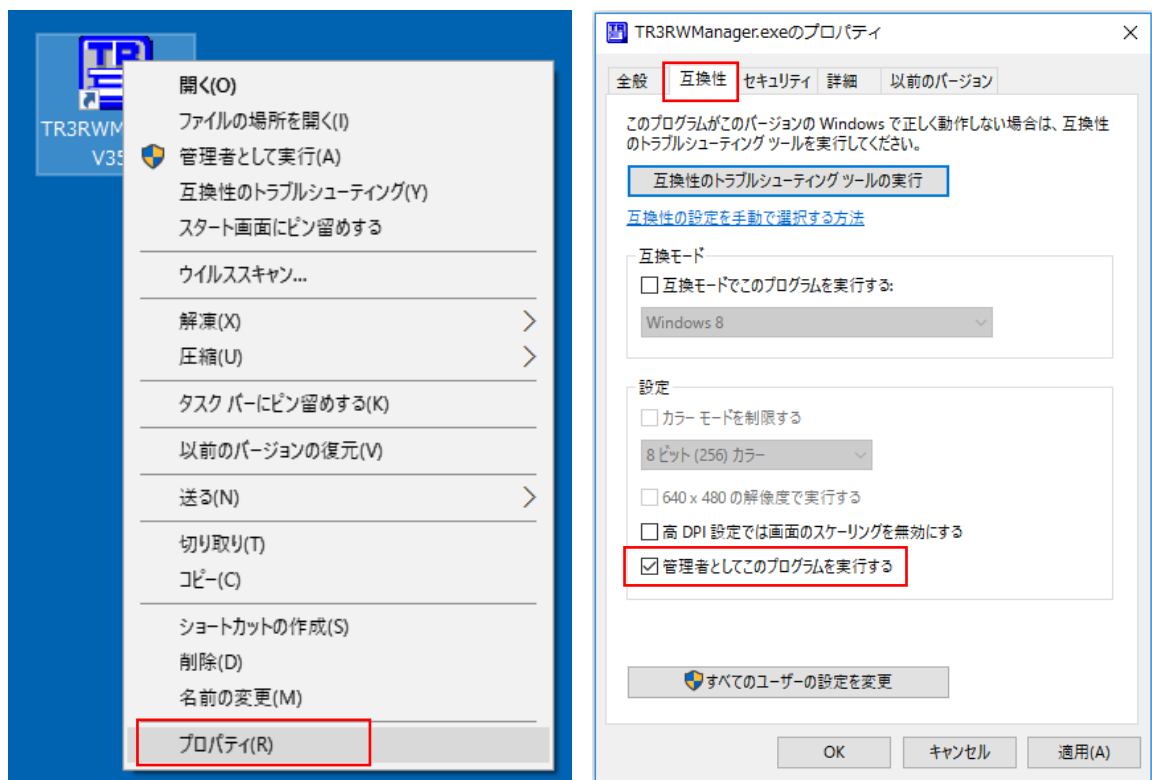 TR
TR3RWM
V35
開く(O)
ファイルの場所を開く(I)
管理者として実行(A)
互換性のトラブルシューティング(Y)
スタート画面にピン留めする
ウイルススキャン...
解凍(X)
圧縮(U)
タスク バーにピン留めする(K)
以前のバージョンの復元(V)
送る(N)
切り取り(T)
コピー(C)
ショートカットの作成(S)
削除(D)
名前の変更(M)
プロパティ(R)
TR3RWManager.exeのプロパティ
全般 互換性 セキュリティ 詳細 以前のバージョン
このプログラムがこのバージョンの Windows で正しく動作しない場合は、互換性
のトラブルシューティング ツールを実行してください。
互換性のトラブルシューティング ツールの実行
互換性の設定を手動で選択する方法
互換モード
互換モードでこのプログラムを実行する:
Windows 8
設定
カラー モードを制限する
8 ビット (256) カラー
640 x 480 の解像度で実行する
高 DPI 設定では画面のスケーリングを無効にする
管理者としてこのプログラムを実行する
すべてのユーザーの設定を変更
OK キャンセル 適用(A)